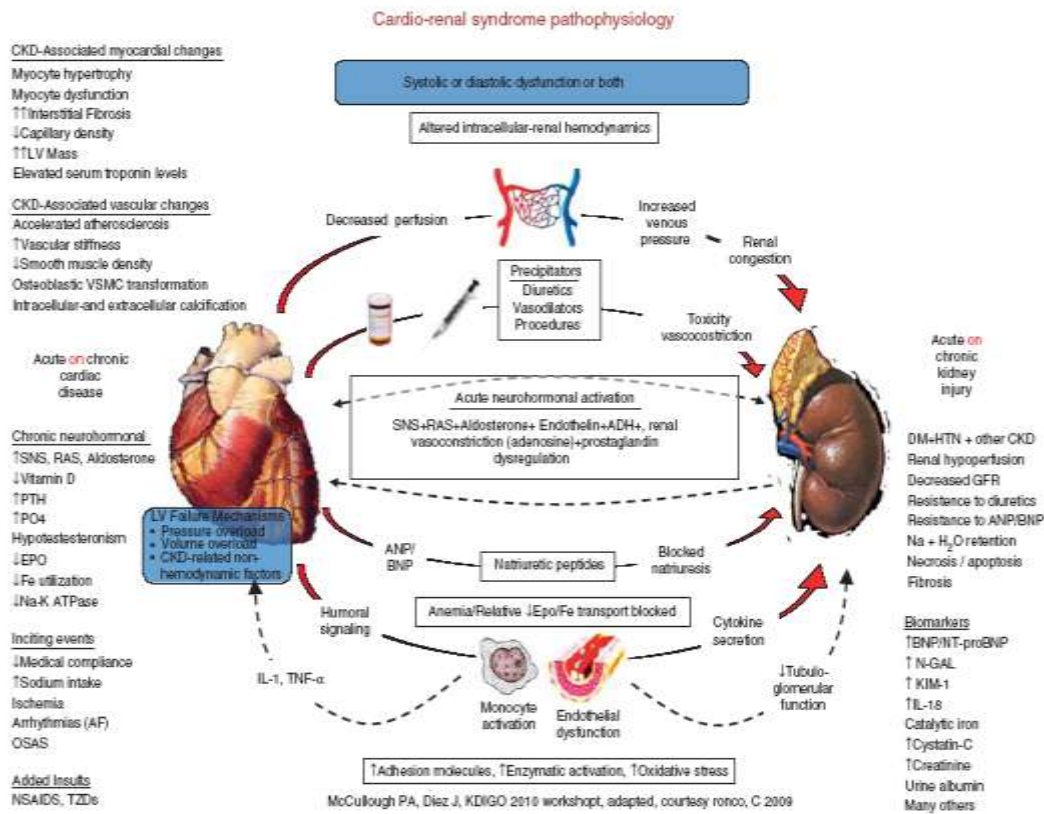 Cardio-renal syndrome pathophysiology
CKD-Associated myocardial changes
Myocyte hypertrophy
Myocyte dysfunction
↑↑Interstitial Fibrosis
↓Capillary density
↑↑LV Mass
Elevated serum troponin levels
CKD-Associated vascular changes
Accelerated atherosclerosis
↑Vascular stiffness
↓Smooth muscle density
Osteoblastic VSMC transformation
Intracellular-and extracellular calcification
Acute on chronic
cardiac
disease
Chronic neurohormonal
↑SNS, RAS, Aldosterone
↓Vitamin D
↑PTH
↑PO4
Hypotestesteronism
↓EPO
↓Fe utilization
↓Na-K ATPase
Inciting events
↓Medical compliance
↑Sodium intake
Ischemia
Arrhythmias (AF)
OSAS
Added Insults
NSAIDS, TZDs
Systolic or diastolic dysfunction or both
Altered intracellular-renal hemodynamics
Decreased perfusion
Increased
venous
pressure
Renal
congestion
Precipitators
Diuretics
Vasodilators
Procedures
Toxicity
vascocostriction
Acute neurohormonal activation
SNS+RAS+Aldosterone+ Endothelin+ADH+, renal
vasoconstriction (adenosine)+prostaglandin
dysregulation
LV Failure Mechanisms
• Pressure overload
• Volume overload
• CKD-related non-
hemodynamic factors
ANP/
BNP
Natriuretic peptides
Blocked
natriuresis
Anemia/Relative ↓Epo/Fe transport blocked
Humoral
signaling
Cytokine
secretion
IL-1, TNF-α
Monocyte
activation
Endothelial
dysfunction
↓Tubulo-
glomerular
function
↑Adhesion molecules, ↑Enzymatic activation, ↑Oxidative stress
McCullough PA, Diez J, KDIGO 2010 workshopt, adapted, courtesy ronco, C 2009
Acute on
chronic
kidney
injury
DM+HTN + other CKD
Renal hypoperfusion
Decreased GFR
Resistence to diuretics
Resistance to ANP/BNP
Na + H₂O retention
Necrosis / apoptosis
Fibrosis
Biomarkers
↑BNP/NT-proBNP
↑ N-GAL
↑ KIM-1
↑IL-18
Catalytic iron
↑Cystatin-C
↑Creatinine
Urine albumin
Many others